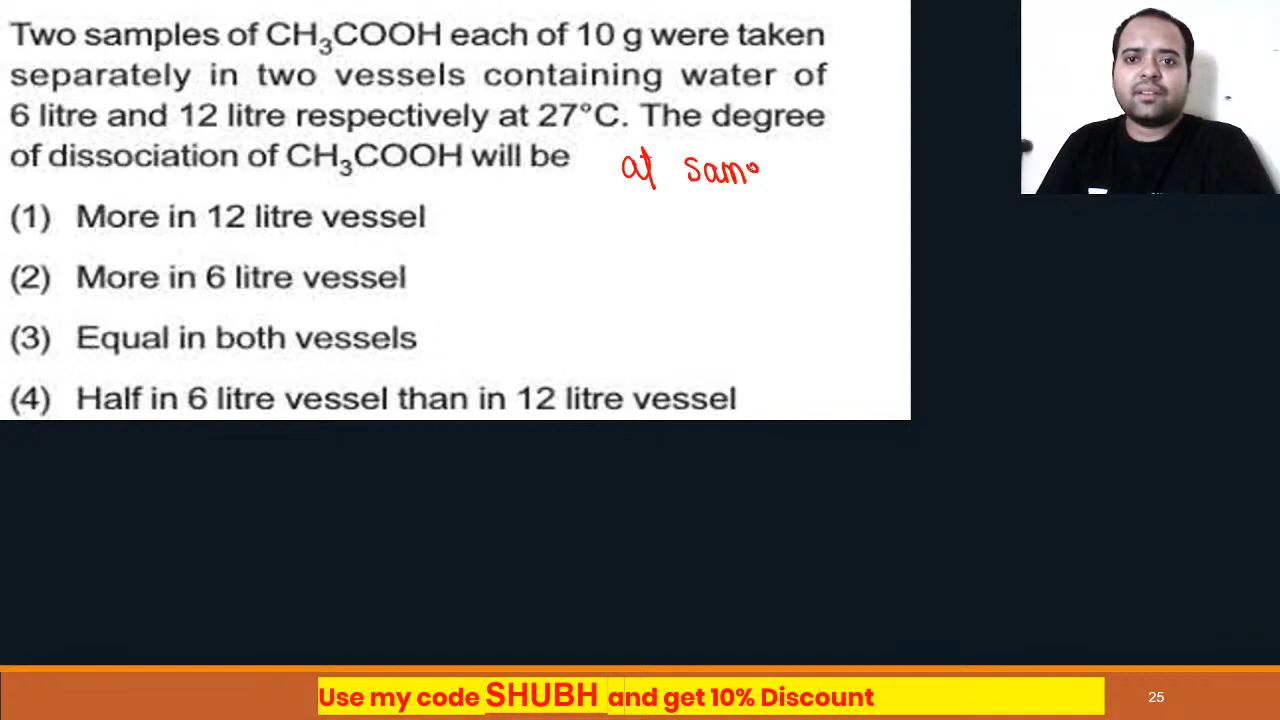 Two samples of CH₃COOH each of 10 g were taken
separately in two vessels containing water of
6 litre and 12 litre respectively at 27°C. The degree
of dissociation of CH₃COOH will be at sam
(1) More in 12 litre vessel
(2) More in 6 litre vessel
(3) Equal in both vessels
(4) Half in 6 litre vessel than in 12 litre vessel
Use my code SHUBH and get 10% Discount
25